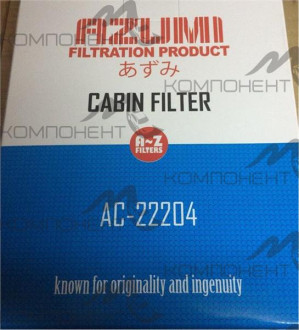 AZUMI
FILTRATION PRODUCT
あずみ
CABIN FILTER
A~Z
FILTERS
AC-22204
known for originality and ingenuity
КОМПОНЕНТ
КОМПОНЕНТ
КОМПОНЕНТ
КОМПОНЕНТ